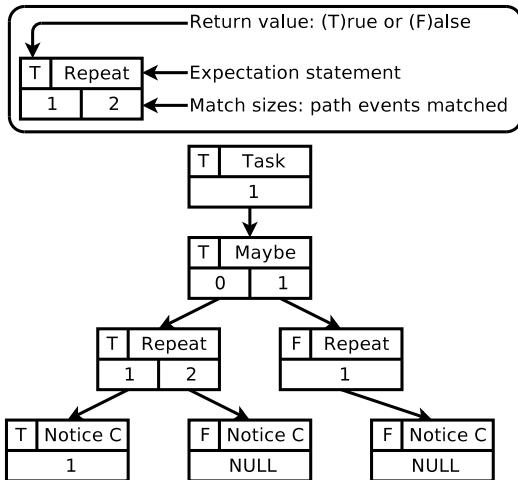 Return value: (T)rue or (F)alse
T Repeat
Expectation statement
1 2
Match sizes: path events matched
T Task
1
T Maybe
0 1
T Repeat
F Repeat
1 2
1
T Notice C
F Notice C
F Notice C
1
NULL
NULL